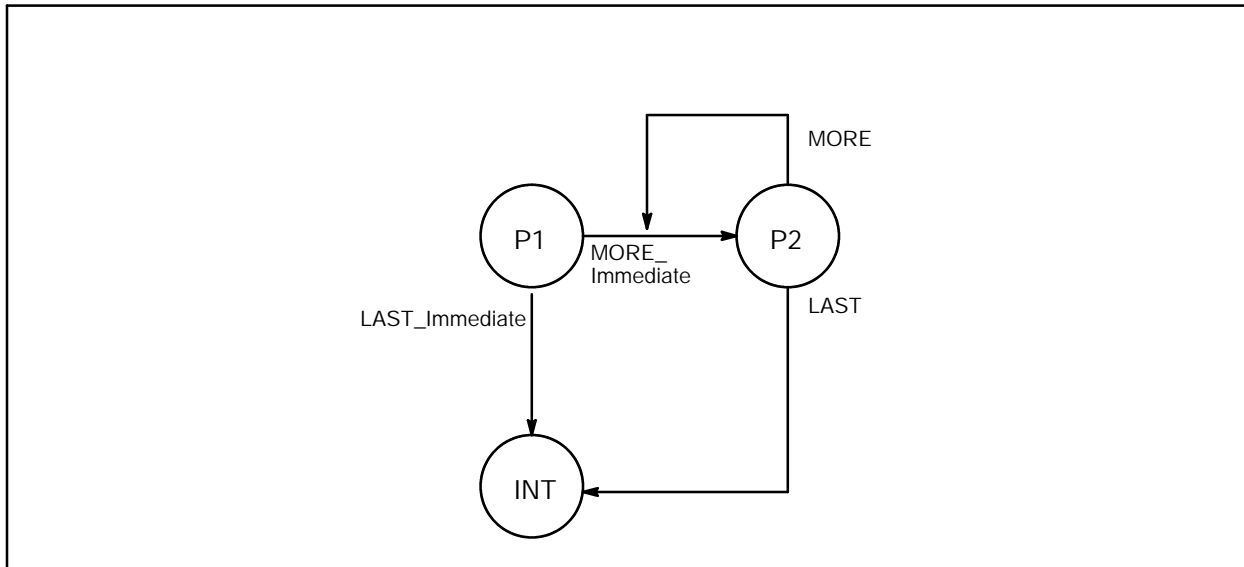 MORE
P1
P2
MORE_
Immediate
LAST
LAST_Immediate
INT